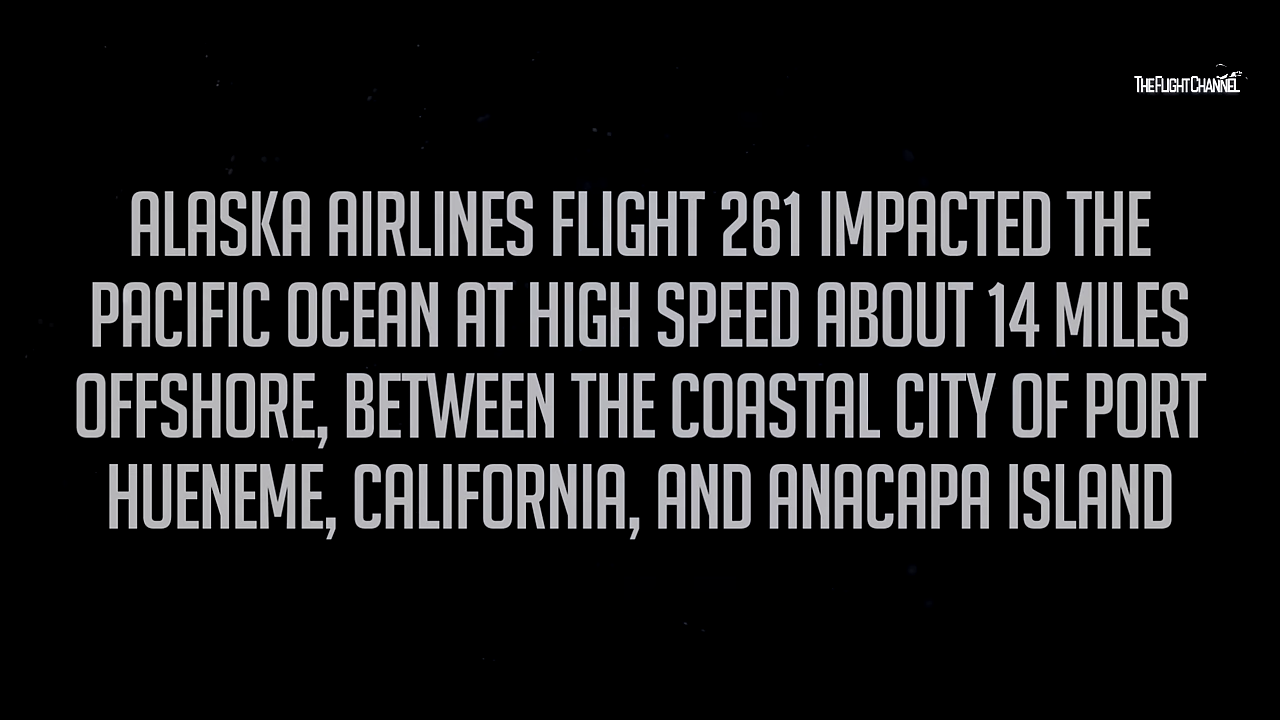 THEFLIGHTCHANNEL
ALASKA AIRLINES FLIGHT 261 IMPACTED THE
PACIFIC OCEAN AT HIGH SPEED ABOUT 14 MILES
OFFSHORE, BETWEEN THE COASTAL CITY OF PORT
HUENEME, CALIFORNIA, AND ANACAPA ISLAND